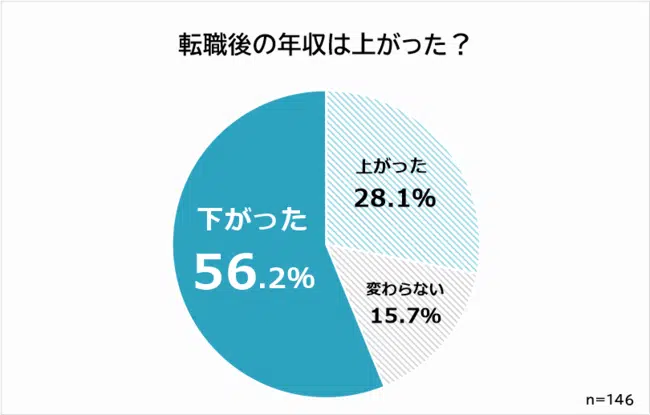 転職後の年収は上がった？
上がった
28.1%
下がった
56.2%
変わらない
15.7%
n=146